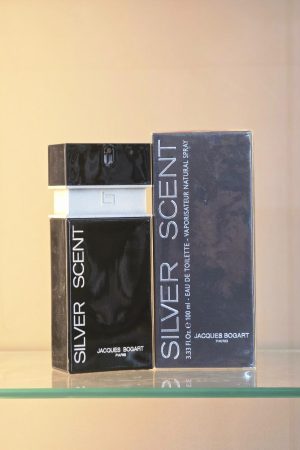 SILVER SCENT
JACQUES BOGART
PARIS
SILVER SCENT
3.33 Fl.Oz. e 100 ml - EAU DE TOILETTE - VAPORISATEUR NATURAL SPRAY
JACQUES BOGART
PARIS